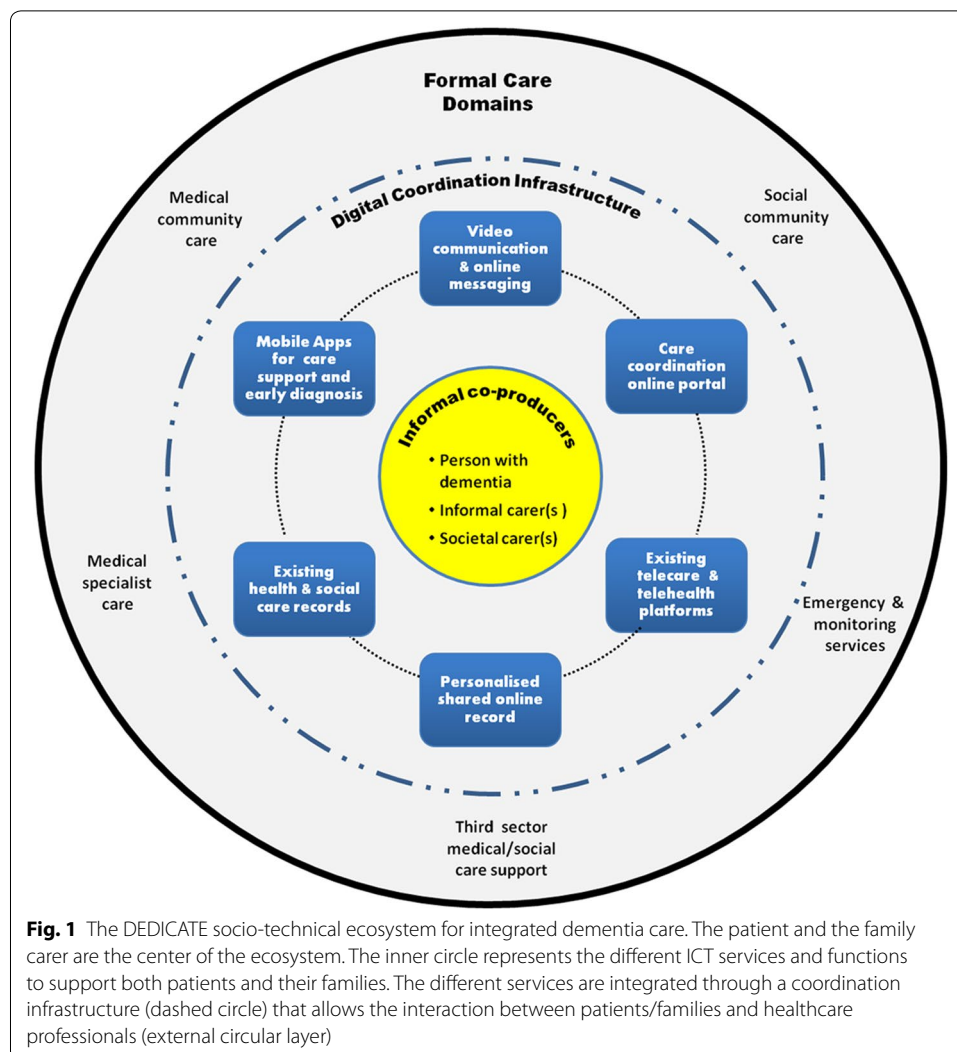 Formal Care
Domains
Medical
community
care
Social
community
care
Digital Coordination Infrastructure
Video
communication
& online
messaging
Mobile Apps
for care
support and
early diagnosis
Care
coordination
online portal
Informal co-producers
• Person with
dementia
• Informal carer(s )
• Societal carer(s)
Medical
specialist
care
Existing
health & social
care records
Existing
telecare &
telehealth
platforms
Emergency &
monitoring
services
Personalised
shared online
record
Third sector
medical/social
care support
Fig. 1 The DEDICATE socio-technical ecosystem for integrated dementia care. The patient and the family
carer are the center of the ecosystem. The inner circle represents the different ICT services and functions
to support both patients and their families. The different services are integrated through a coordination
infrastructure (dashed circle) that allows the interaction between patients/families and healthcare
professionals (external circular layer)